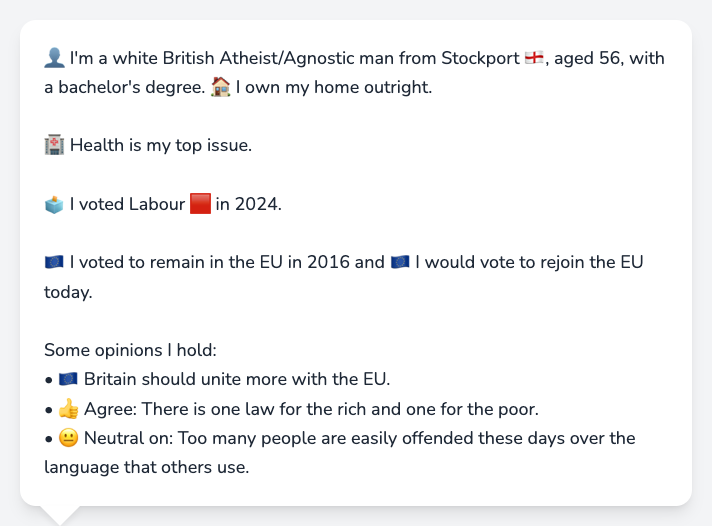 👤 I'm a white British Atheist/Agnostic man from Stockport 🏴󠁧󠁢󠁥󠁮󠁧󠁿, aged 56, with
a bachelor's degree. 🏠 I own my home outright.
🏥 Health is my top issue.
🗳️ I voted Labour 🟥 in 2024.
🇪🇺 I voted to remain in the EU in 2016 and 🇪🇺 I would vote to rejoin the EU
today.
Some opinions I hold:
• 🇪🇺 Britain should unite more with the EU.
• 👍 Agree: There is one law for the rich and one for the poor.
• 😐 Neutral on: Too many people are easily offended these days over the
language that others use.